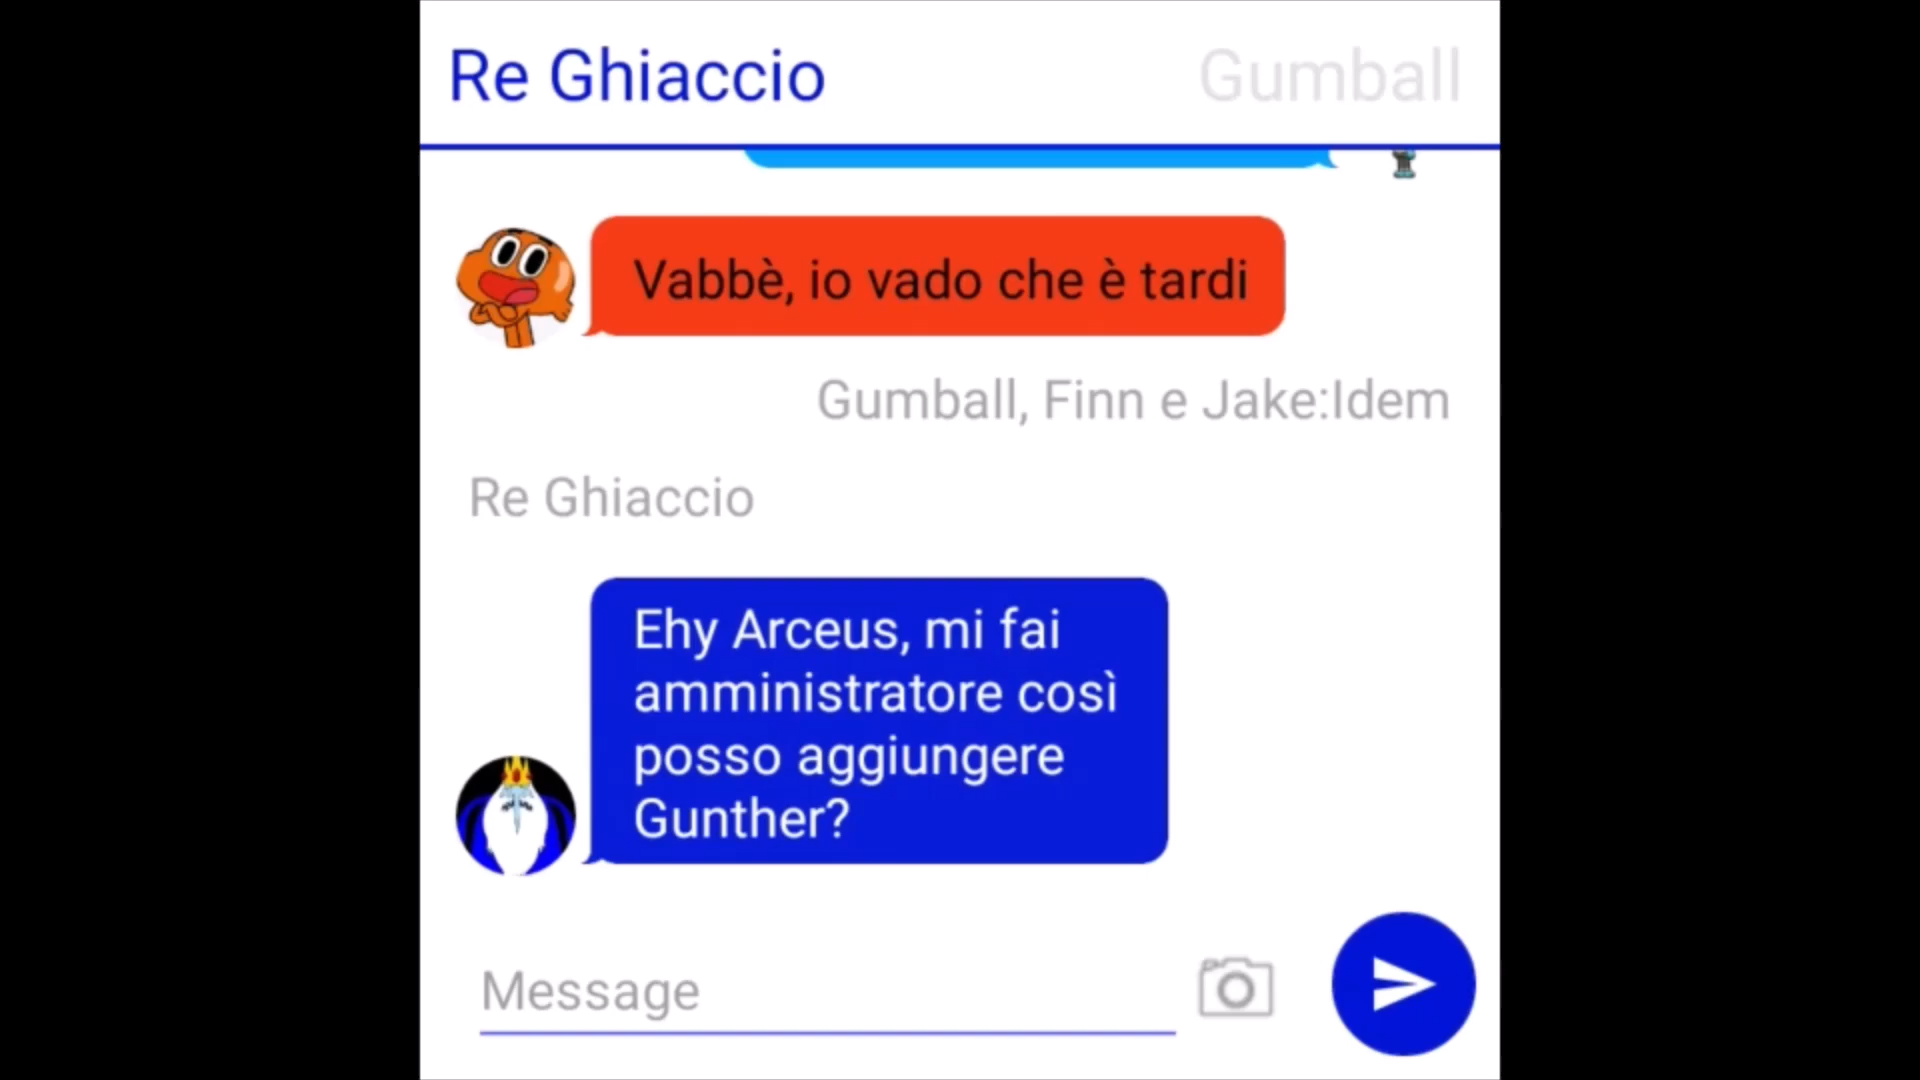 Re Ghiaccio
Gumball
Vabbè, io vado che è tardi
Gumball, Finn e Jake:Idem
Re Ghiaccio
Ehy Arceus, mi fai
amministratore così
posso aggiungere
Gunther?
Message